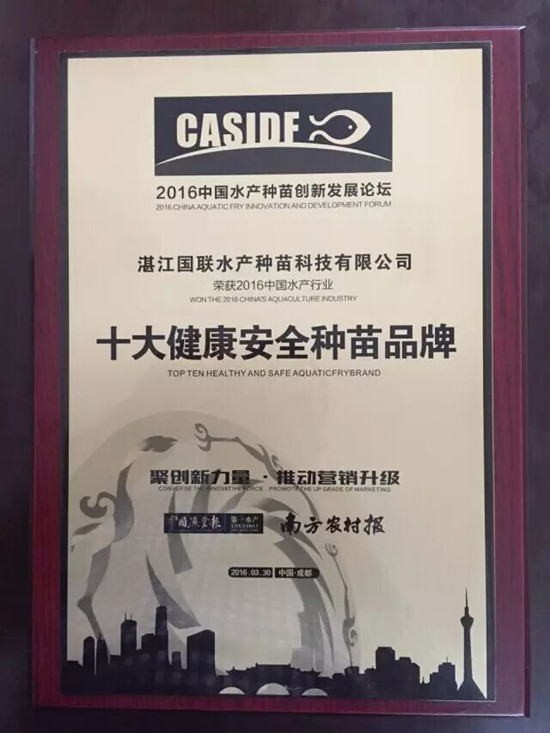 CASIDF
2016中国水产种苗创新发展论坛
2016 CHINA AQUATIC FRY INNOVATION AND DEVELOPMENT FORUM
湛江国联水产种苗科技有限公司
荣获2016中国水产行业
WON THE 2016 CHINA'S AQUACULTURE INDUSTRY
十大健康安全种苗品牌
TOP TEN HEALTHY AND SAFE AQUATICFRYBRAND
聚创新力量·推动营销升级
CONVERSE THE INNOVATIVE FORCE PROMOTE THE UP GRADE OF MARKETING
中国渔业报 第一水产 南方农村报
2016.03.30 中国·成都